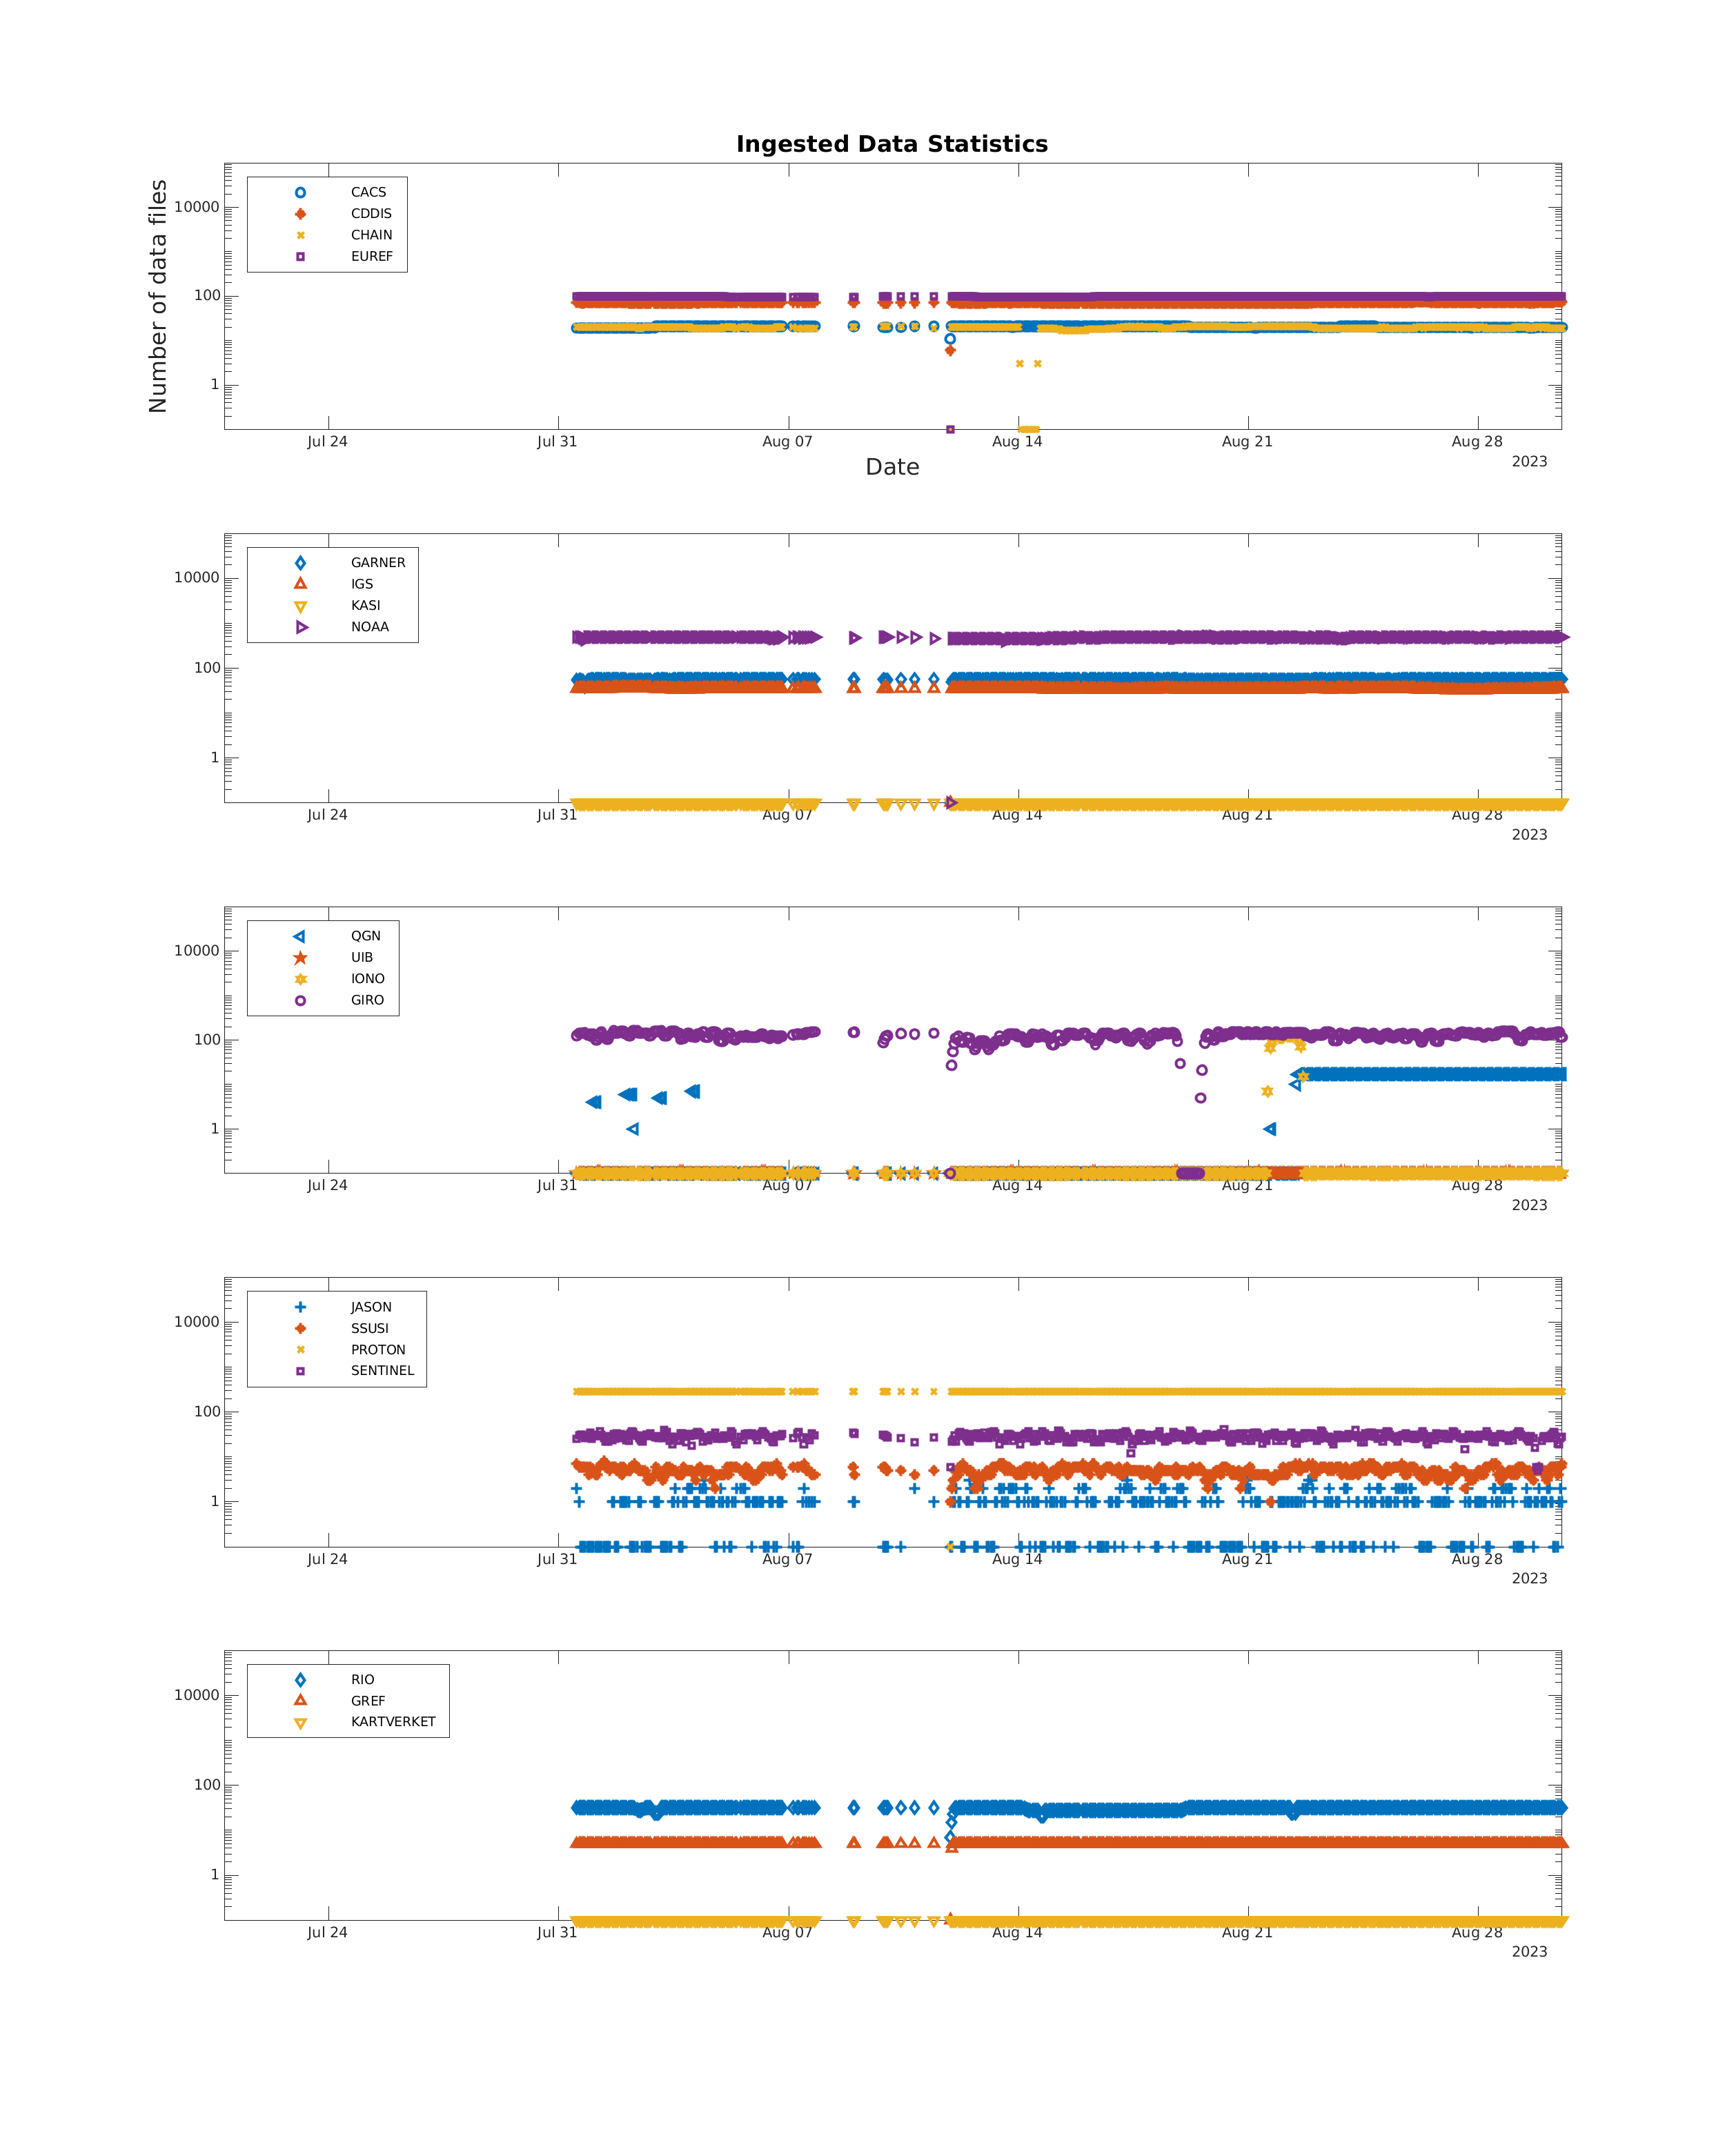 Ingested Data Statistics
Number of data files
10000
100
1
CACS
CDDIS
CHAIN
EUREF
Jul 24 Jul 31 Aug 07 Aug 14 Aug 21 Aug 28
2023
Date
10000
100
1
GARNER
IGS
KASI
NOAA
Jul 24 Jul 31 Aug 07 Aug 14 Aug 21 Aug 28
2023
10000
100
1
QGN
UIB
IONO
GIRO
Jul 24 Jul 31 Aug 07 Aug 14 Aug 21 Aug 28
2023
10000
100
1
JASON
SSUSI
PROTON
SENTINEL
Jul 24 Jul 31 Aug 07 Aug 14 Aug 21 Aug 28
2023
10000
100
1
RIO
GREF
KARTVERKET
Jul 24 Jul 31 Aug 07 Aug 14 Aug 21 Aug 28
2023